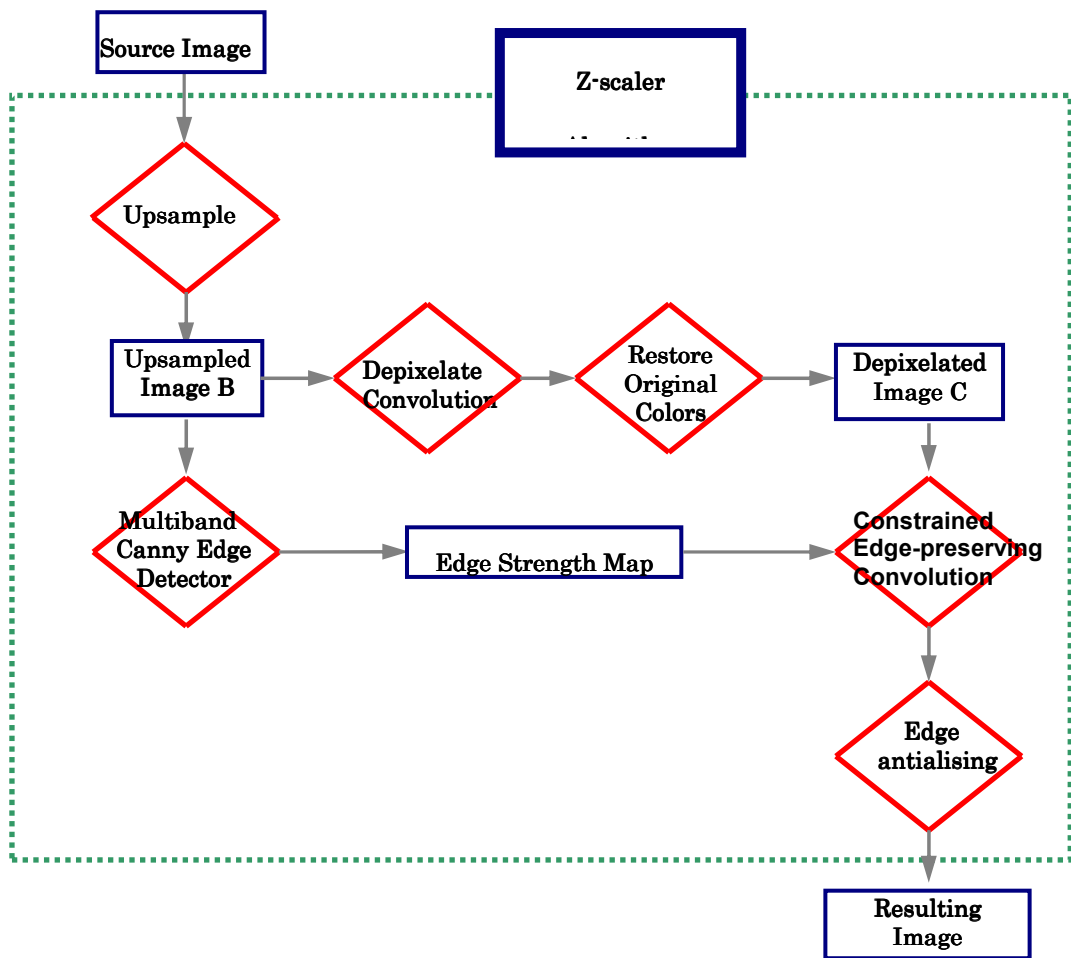 Source Image
Z-scaler
Upsample
Upsampled
Image B
Depixelate
Convolution
Restore
Original
Colors
Depixelated
Image C
Multiband
Canny Edge
Detector
Edge Strength Map
Constrained
Edge-preserving
Convolution
Edge
antialising
Resulting
Image